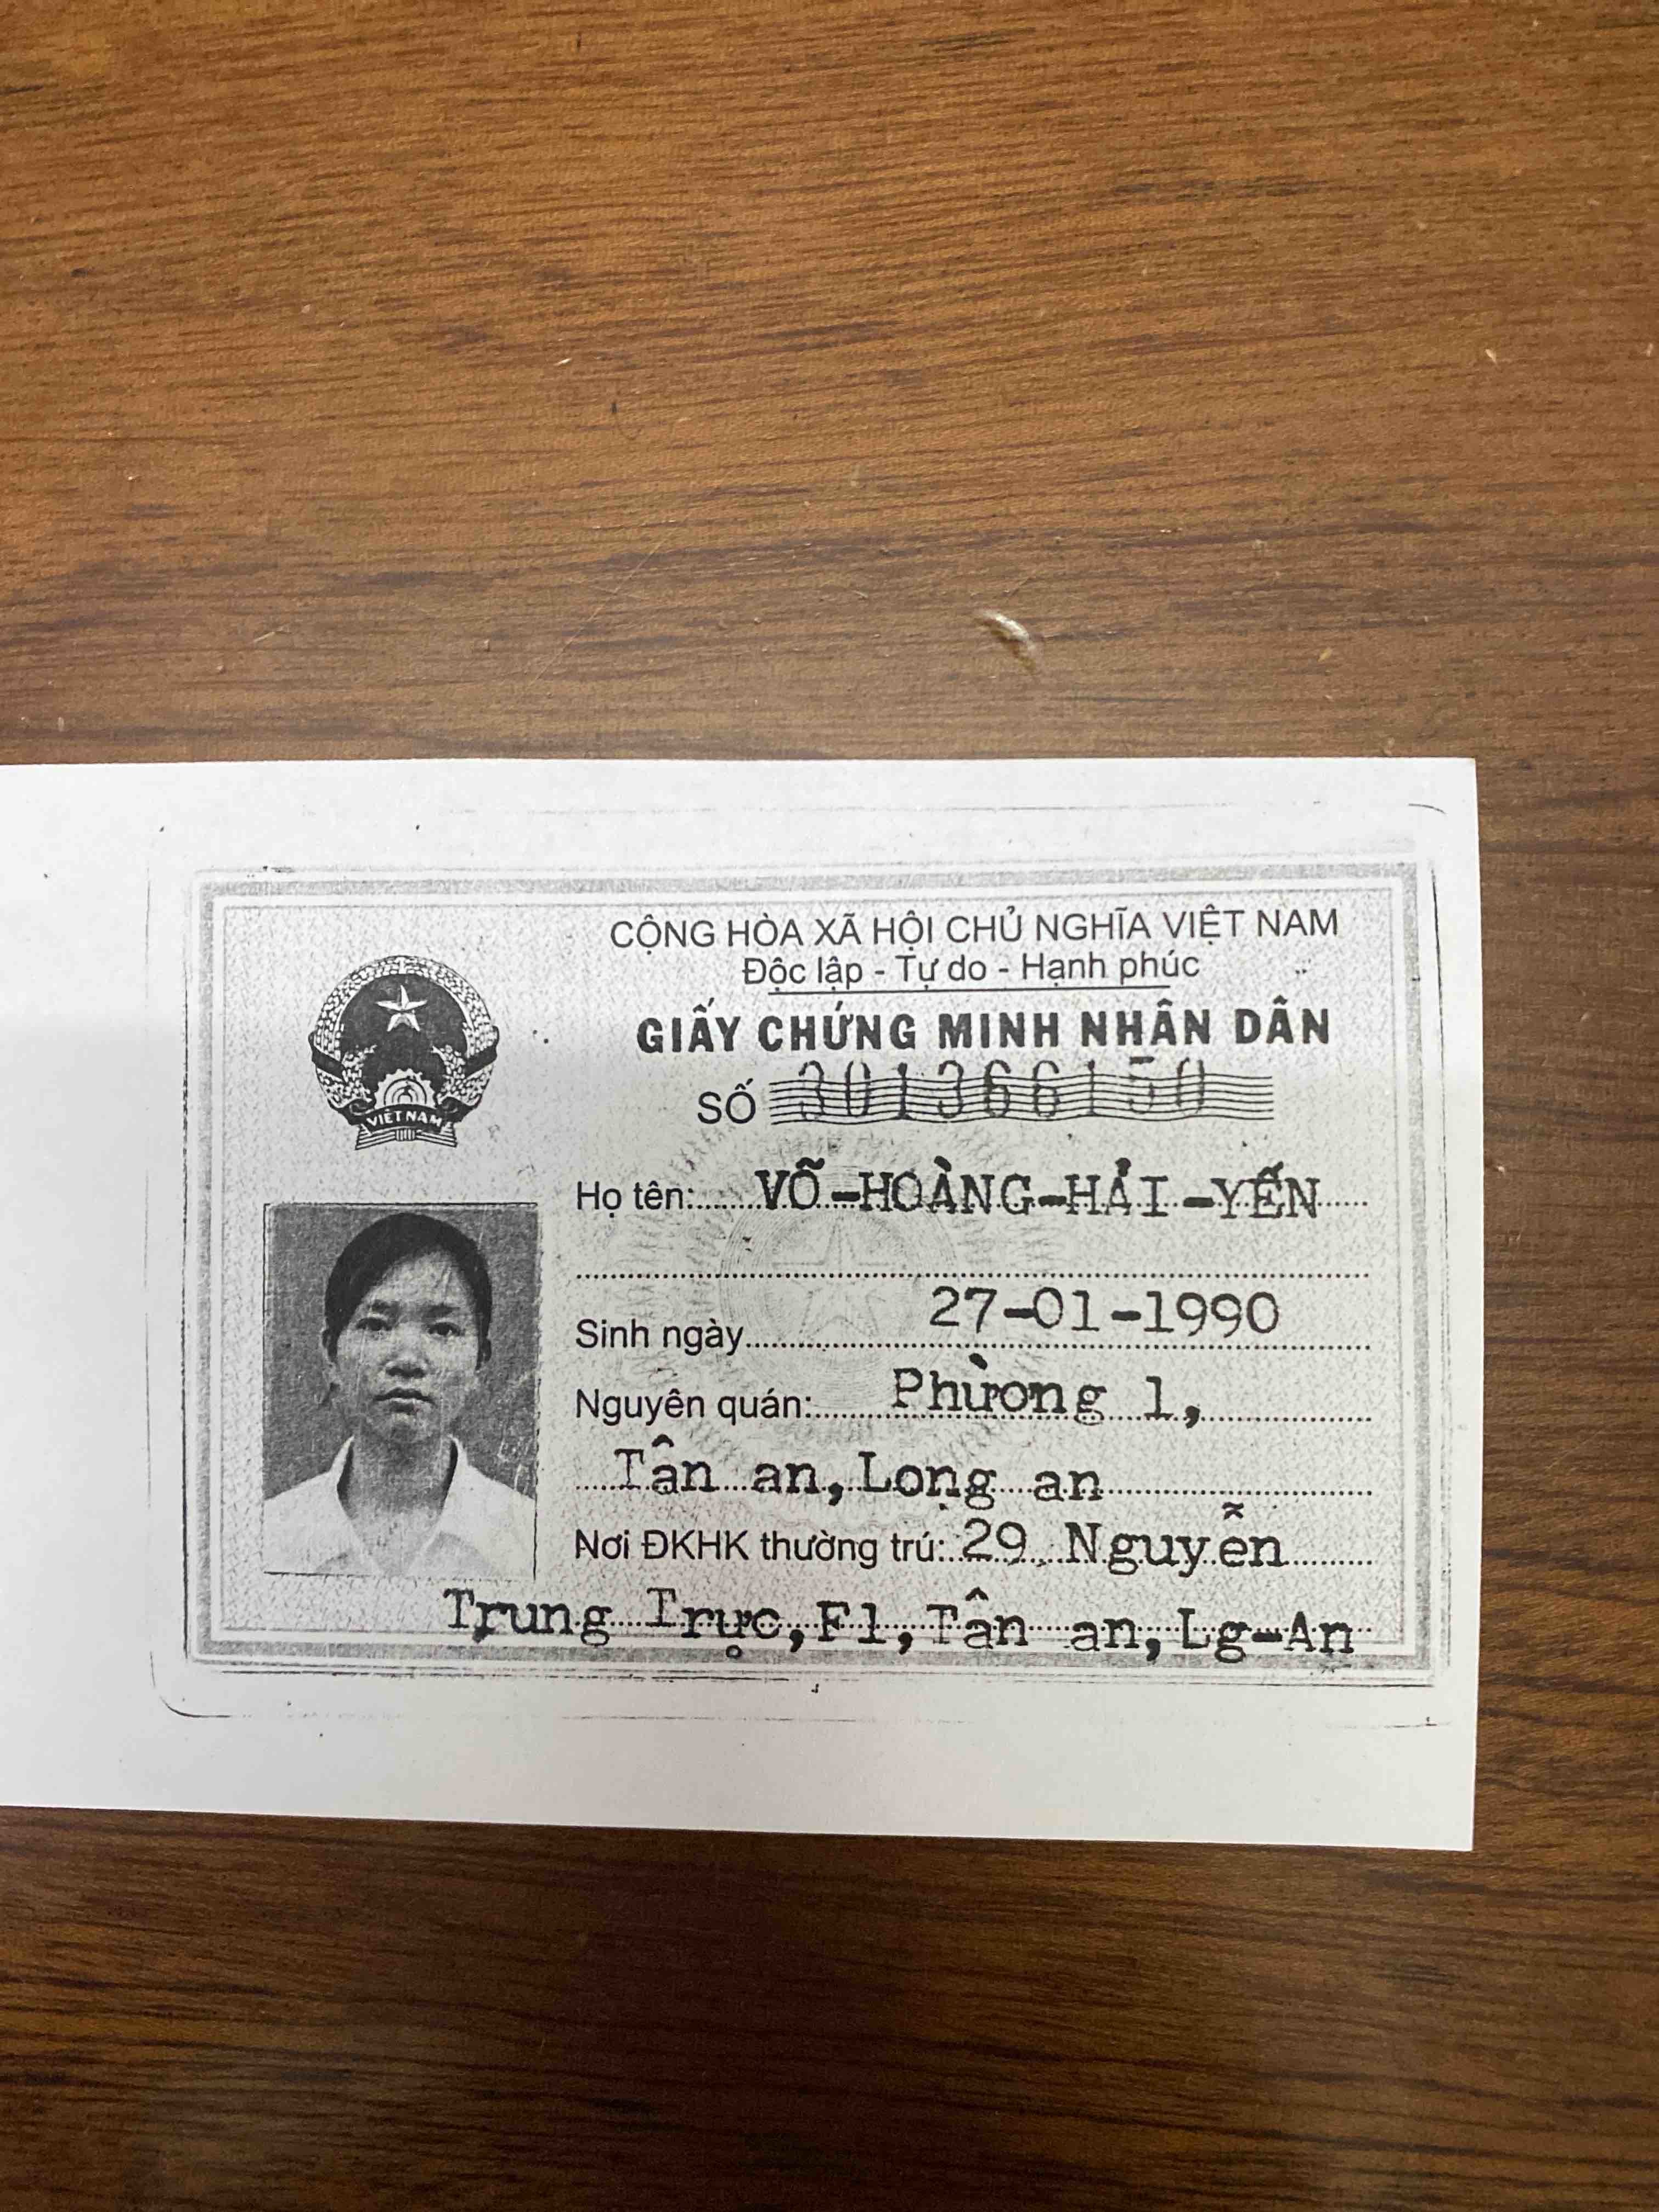 CỘNG HÒA XÃ HỘI CHỦ NGHĨA VIỆT NAM
Độc lập - Tự do - Hạnh phúc
GIẤY CHỨNG MINH NHÂN DÂN
SỐ 301366150
VIỆT NAM
Họ tên: VÕ-HOÀNG-HẢI-YẾN
Sinh ngày 27-01-1990
Nguyên quán: Phường 1,
Tân an, Long an
Nơi ĐKHK thường trú: 29 Nguyễn
Trung Trực, F1, Tân an, Lg-An